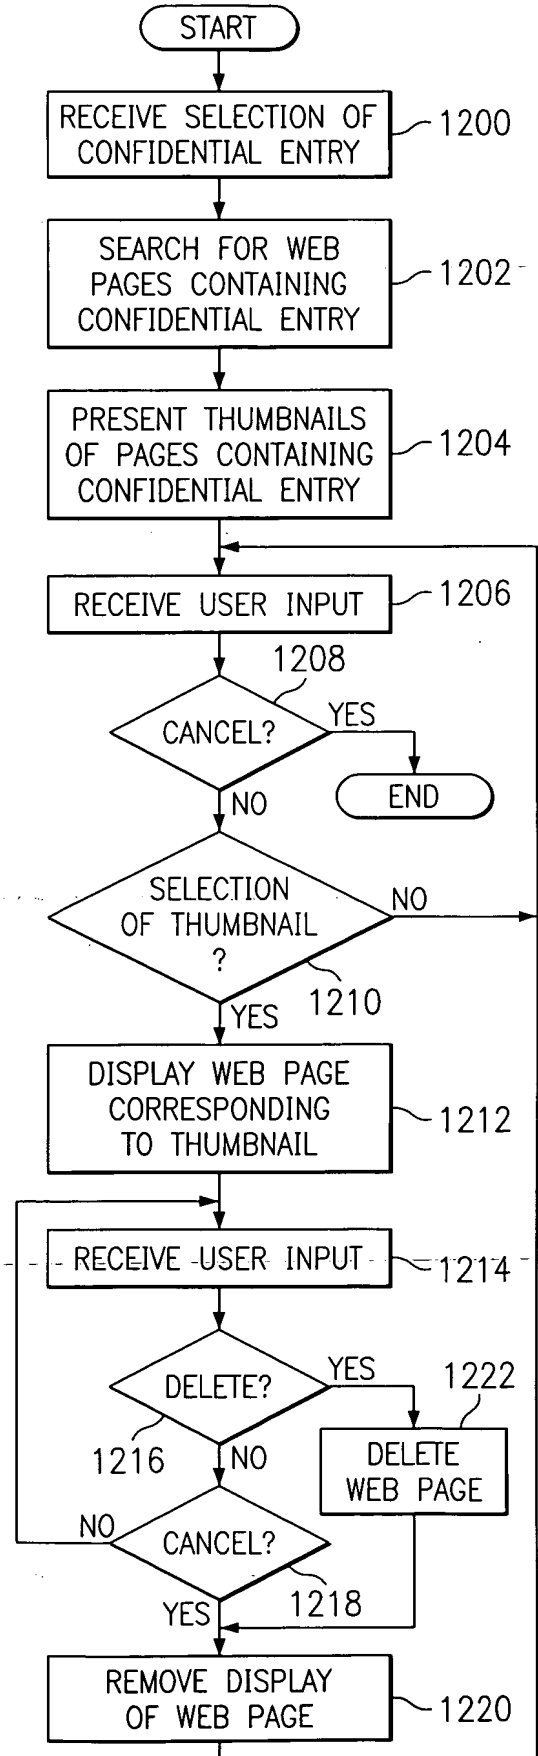 START
RECEIVE SELECTION OF
CONFIDENTIAL ENTRY
1200
SEARCH FOR WEB
PAGES CONTAINING
CONFIDENTIAL ENTRY
1202
PRESENT THUMBNAILS
OF PAGES CONTAINING
CONFIDENTIAL ENTRY
1204
RECEIVE USER INPUT
1206
1208
CANCEL?
YES
END
NO
SELECTION
OF THUMBNAIL
?
NO
1210
YES
DISPLAY WEB PAGE
CORRESPONDING
TO THUMBNAIL
1212
RECEIVE USER INPUT
1214
DELETE?
YES
1222
1216
NO
DELETE
WEB PAGE
CANCEL?
NO
1218
YES
REMOVE DISPLAY
OF WEB PAGE
1220